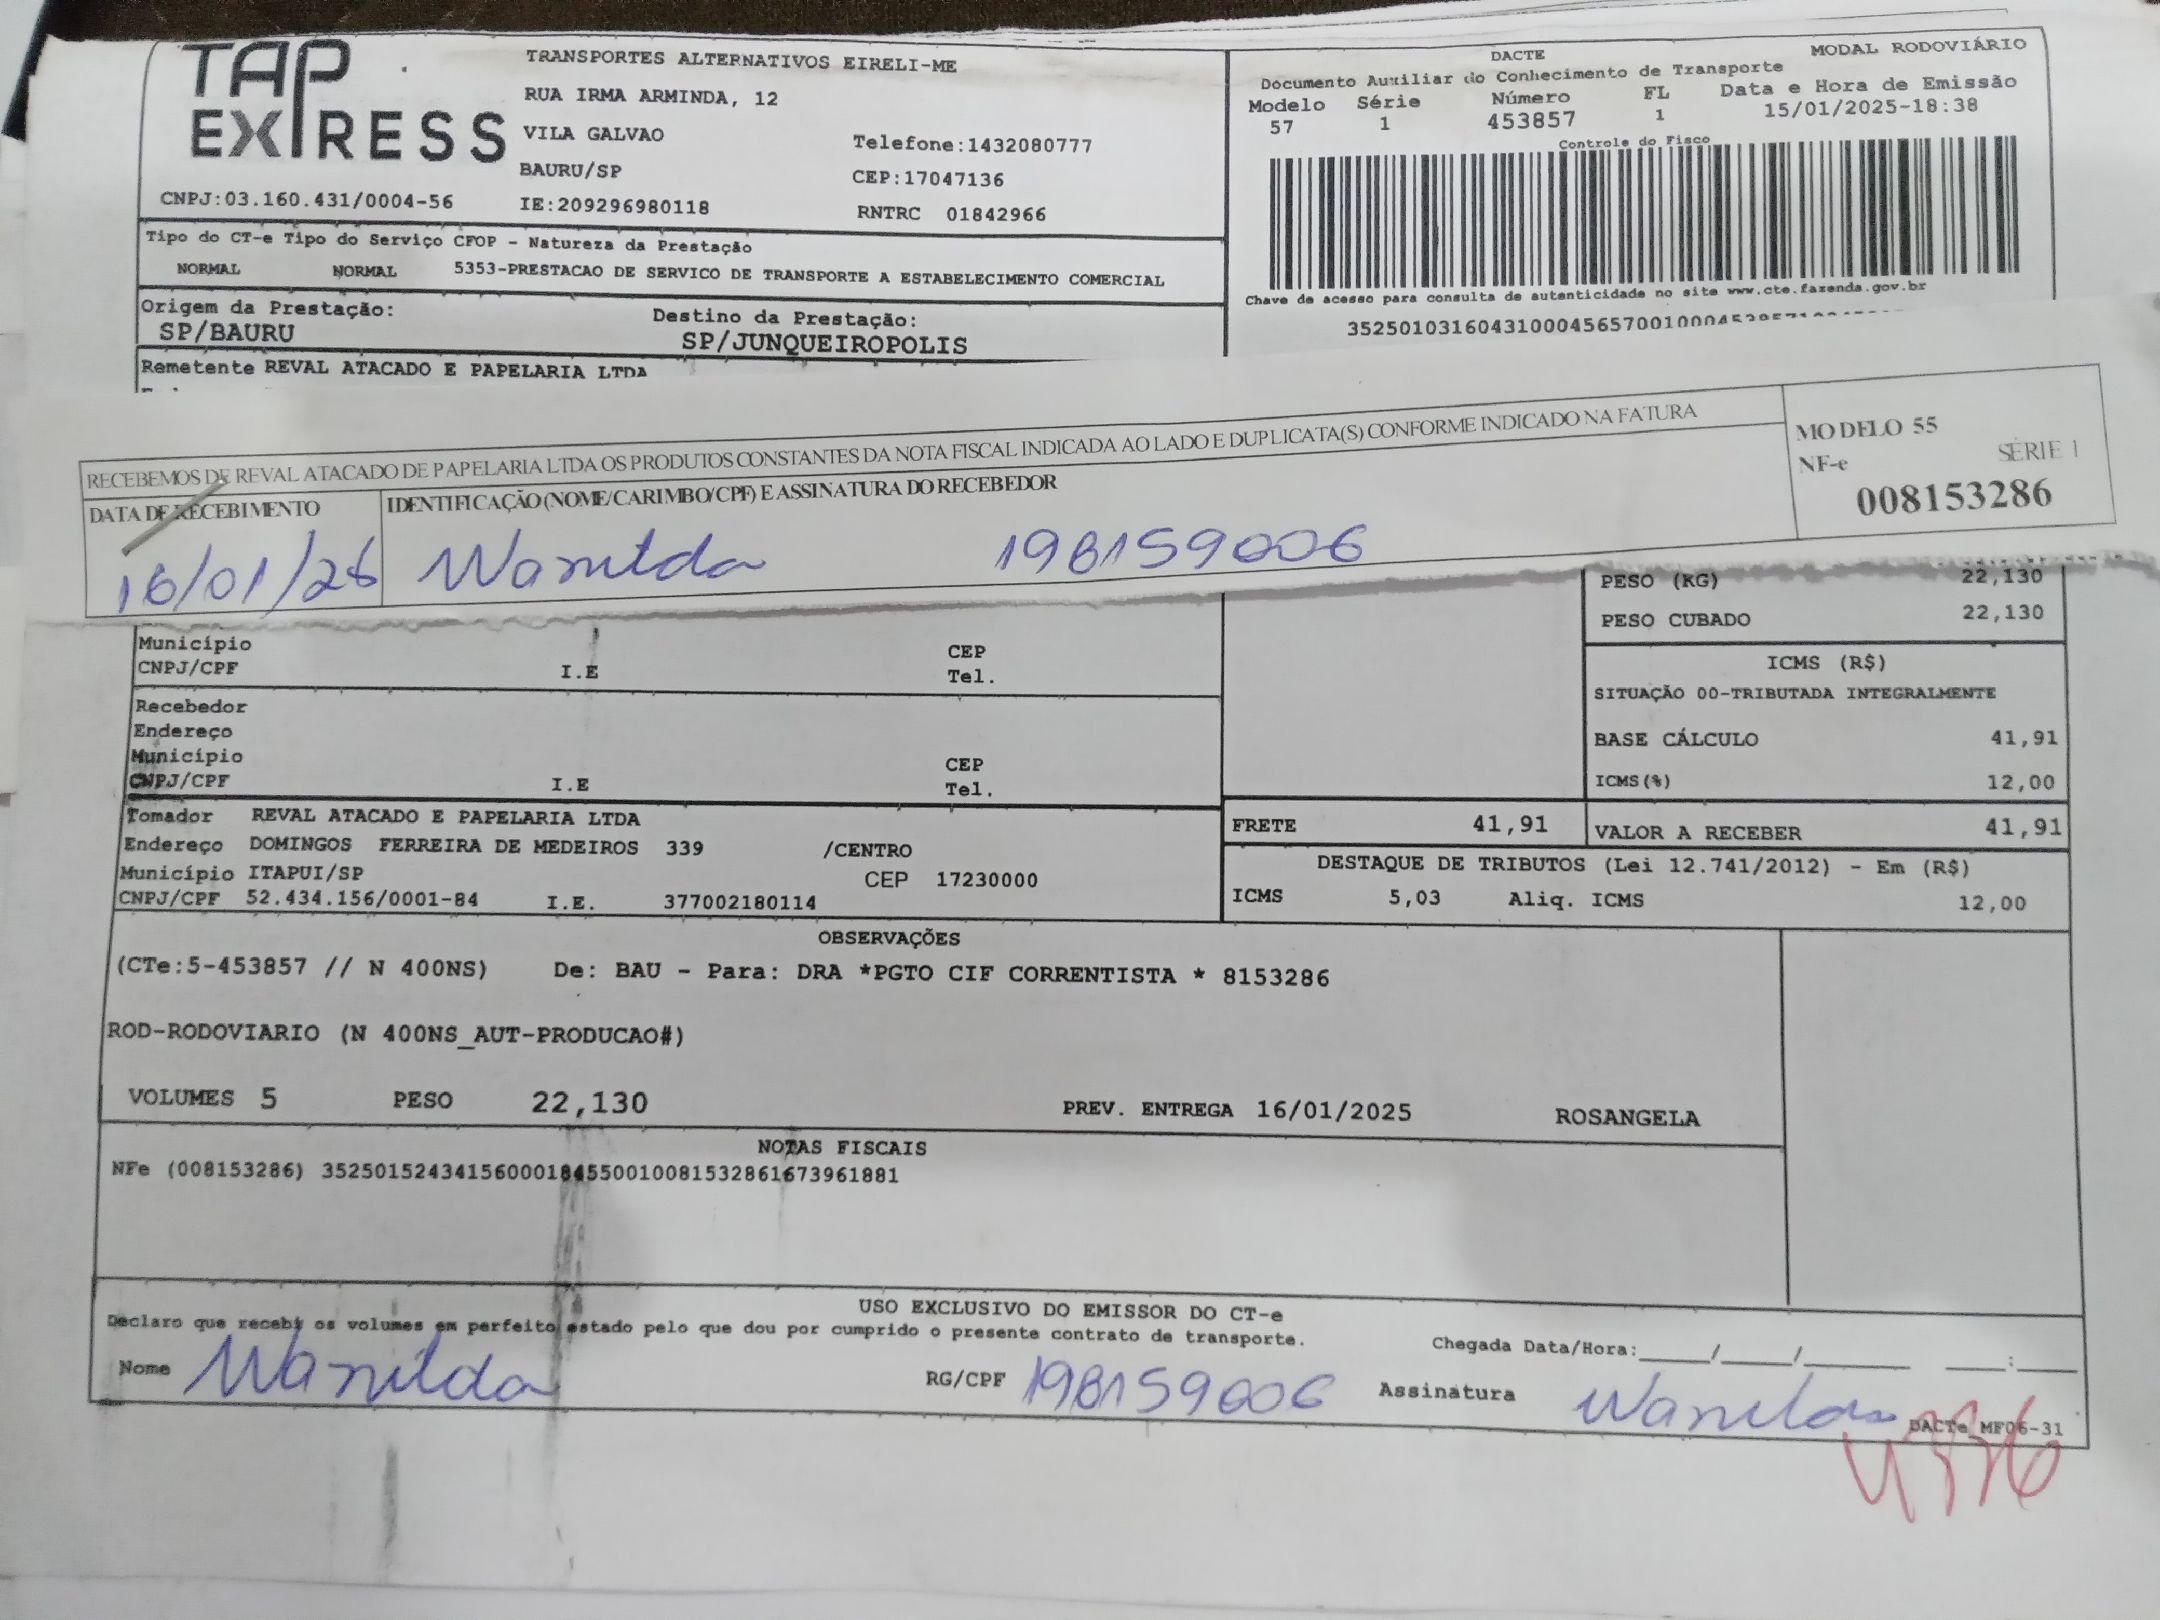 TAP EXPRESS
TRANSPORTES ALTERNATIVOS EIRELI-ME
RUA IRMA ARMINDA, 12
VILA GALVAO
Telefone:1432080777
BAURU/SP
CEP:17047136
CNPJ:03.160.431/0004-56
IE:209296980118
RNTRC 01842966
DACTE
MODAL RODOVIÁRIO
Documento Auxiliar do Conhecimento de Transporte
Modelo Série Número FL Data e Hora de Emissão
57 1 453857 1 15/01/2025-18:38
Controle do Fisco
Chave de acesso para consulta de autenticidade no site www.cte.fazenda.gov.br
Tipo do CT-e Tipo do Serviço CFOP - Natureza da Prestação
NORMAL NORMAL 5353-PRESTACAO DE SERVICO DE TRANSPORTE A ESTABELECIMENTO COMERCIAL
Origem da Prestação: Destino da Prestação:
SP/BAURU SP/JUNQUEIROPOLIS
Remetente REVAL ATACADO E PAPELARIA LTDA
RECEBEMOS DE REVAL ATACADO DE PAPELARIA LTDA OS PRODUTOS CONSTANTES DA NOTA FISCAL INDICADA AO LADO E DUPLICATA(S) CONFORME INDICADO NA FATURA
MODELO 55
NF-e SÉRIE 1
008153286
DATA DE RECEBIMENTO IDENTIFICAÇÃO (NOME/CARIMBO/CPF) E ASSINATURA DO RECEBEDOR
16/01/26 Wanilda 198159006
PESO (KG) 22,130
PESO CUBADO 22,130
Município CEP
CNPJ/CPF I.E Tel.
ICMS (R$)
SITUAÇÃO 00-TRIBUTADA INTEGRALMENTE
BASE CÁLCULO 41,91
ICMS(%) 12,00
Recebedor
Endereço
Município CEP
CNPJ/CPF I.E Tel.
Tomador REVAL ATACADO E PAPELARIA LTDA
Endereço DOMINGOS FERREIRA DE MEDEIROS 339 /CENTRO
Município ITAPUI/SP CEP 17230000
CNPJ/CPF 52.434.156/0001-84 I.E. 377002180114
FRETE 41,91 VALOR A RECEBER 41,91
DESTAQUE DE TRIBUTOS (Lei 12.741/2012) - Em (R$)
ICMS 5,03 Aliq. ICMS 12,00
OBSERVAÇÕES
(CTe:5-453857 // N 400NS) De: BAU - Para: DRA *PGTO CIF CORRENTISTA * 8153286
ROD-RODOVIARIO (N 400NS_AUT-PRODUCAO#)
VOLUMES 5 PESO 22,130 PREV. ENTREGA 16/01/2025 ROSANGELA
NOTAS FISCAIS
NFe (008153286) 35250152434156000184550010081532861673961881
USO EXCLUSIVO DO EMISSOR DO CT-e
Declaro que recebi os volumes em perfeito estado pelo que dou por cumprido o presente contrato de transporte.
Chegada Data/Hora:____/____/______ ____:____
Nome Wanilda RG/CPF 198159006 Assinatura Wanilda
DACTe MF06-31